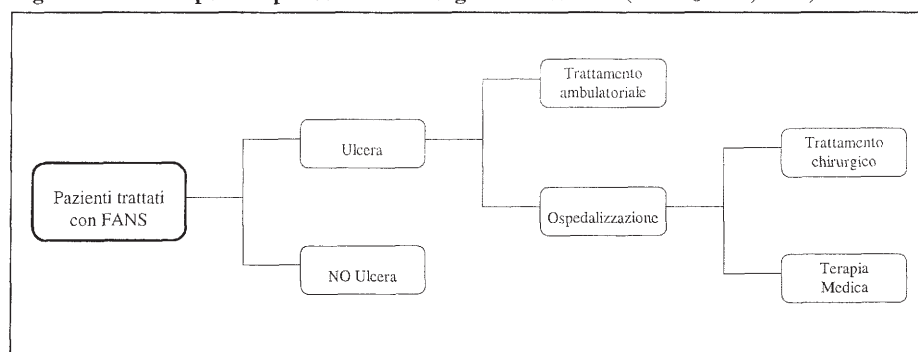 Trattamento
ambulatoriale
Ulcera
Trattamento
chirurgico
Pazienti trattati
con FANS
Ospedalizzazione
NO Ulcera
Terapia
Medica